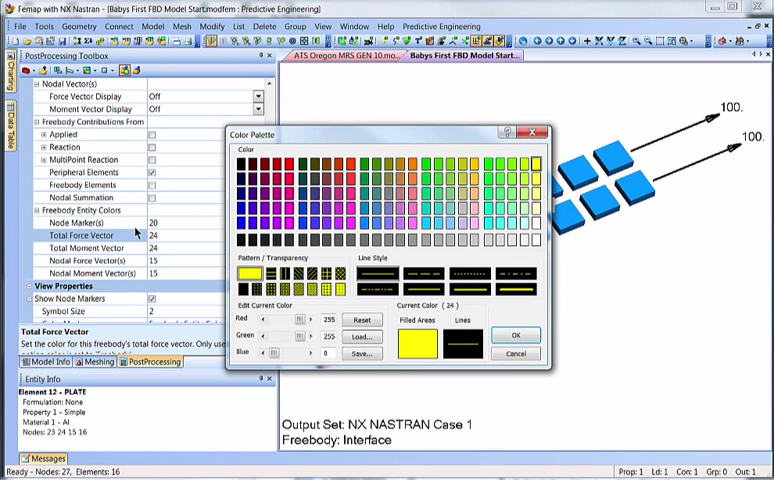 Femap with NX Nastran - [Babys First FBD Model Start.modfem : Predictive Engineering]
File Tools Geometry Connect Model Mesh Modify List Delete Group View Window Help Predictive Engineering
PostProcessing Toolbox
ATS Oregon MRS GEN 10.mo...
Babys First FBD Model Start...
Charting
Data Table
Nodal Vector(s)
Force Vector Display Off
Moment Vector Display Off
Freebody Contributions From
Applied
Reaction
MultiPoint Reaction
Peripheral Elements
Freebody Elements
Nodal Summation
Freebody Entity Colors
Node Marker(s) 20
Total Force Vector 24
Total Moment Vector 24
Nodal Force Vector(s) 15
Nodal Moment Vector(s) 15
View Properties
Show Node Markers
Symbol Size 2
Total Force Vector
Set the color for this freebody's total force vector. Only use
Model Info Meshing PostProcessing
Entity Info
Element 12 - PLATE
Formulation: None
Property 1 - Simple
Material 1 - Al
Nodes: 23 24 15 16
Messages
Ready - Nodes: 27, Elements: 16
Prop: 1 Ld: 1 Con: 1 Grp: 0 Out: 1
Color Palette
Color
Pattern / Transparency
Line Style
Edit Current Color
Red 255
Green 255
Blue 0
Reset
Load...
Save...
Current Color ( 24 )
Filled Areas Lines
OK
Cancel
100.
100.
Output Set: NX NASTRAN Case 1
Freebody: Interface